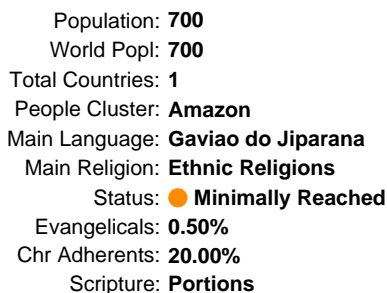 Population: 700
World Popl: 700
Total Countries: 1
People Cluster: Amazon
Main Language: Gaviao do Jiparana
Main Religion: Ethnic Religions
Status: Minimally Reached
Evangelicals: 0.50%
Chr Adherents: 20.00%
Scripture: Portions